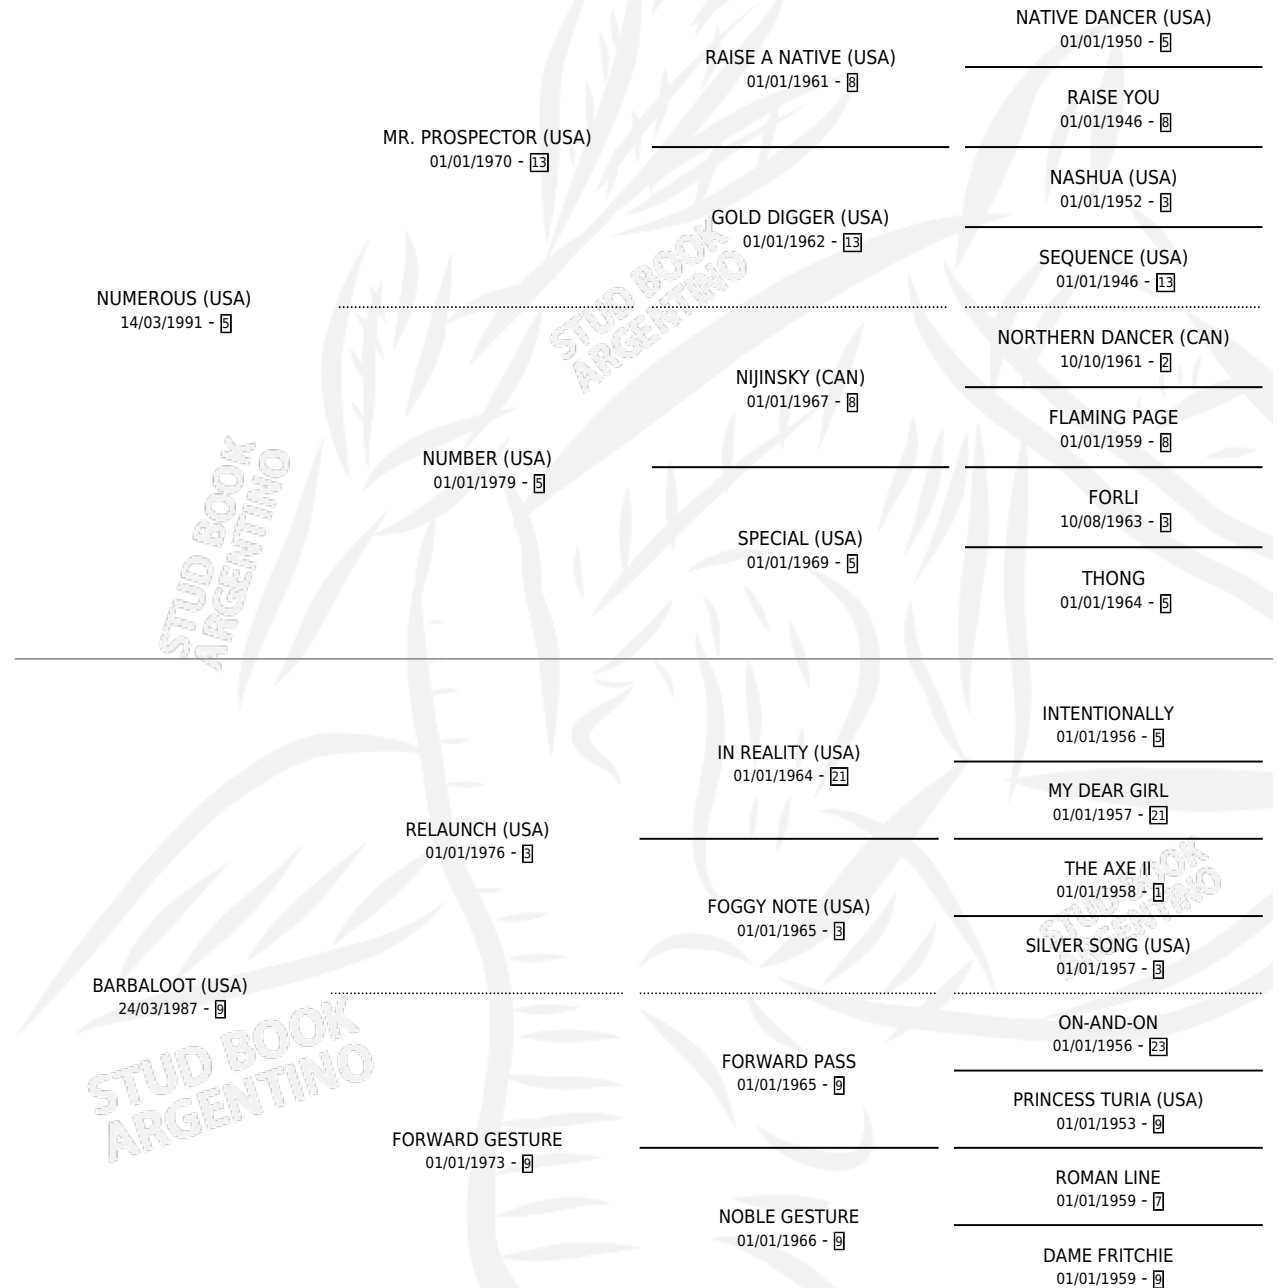 NATIVE DANCER (USA)
01/01/1950 - 5
RAISE A NATIVE (USA)
01/01/1961 - 8
RAISE YOU
01/01/1946 - 8
MR. PROSPECTOR (USA)
01/01/1970 - 13
NASHUA (USA)
01/01/1952 - 3
GOLD DIGGER (USA)
01/01/1962 - 13
SEQUENCE (USA)
01/01/1946 - 13
NUMEROUS (USA)
14/03/1991 - 5
STUD BOOK
ARGENTINO
NORTHERN DANCER (CAN)
10/10/1961 - 2
NIJINSKY (CAN)
01/01/1967 - 8
FLAMING PAGE
01/01/1959 - 8
NUMBER (USA)
01/01/1979 - 5
FORLI
10/08/1963 - 3
SPECIAL (USA)
01/01/1969 - 5
THONG
01/01/1964 - 5
STUD BOOK
ARGENTINO
INTENTIONALLY
01/01/1956 - 5
IN REALITY (USA)
01/01/1964 - 21
MY DEAR GIRL
01/01/1957 - 21
RELAUNCH (USA)
01/01/1976 - 3
THE AXE II
01/01/1958 - 1
FOGGY NOTE (USA)
01/01/1965 - 3
STUD BOOK
ARGENTINO
SILVER SONG (USA)
01/01/1957 - 3
BARBALOOT (USA)
24/03/1987 - 9
STUD BOOK
ARGENTINO
ON-AND-ON
01/01/1956 - 23
FORWARD PASS
01/01/1965 - 9
PRINCESS TURIA (USA)
01/01/1953 - 9
FORWARD GESTURE
01/01/1973 - 9
ROMAN LINE
01/01/1959 - 7
NOBLE GESTURE
01/01/1966 - 9
DAME FRITCHIE
01/01/1959 - 9